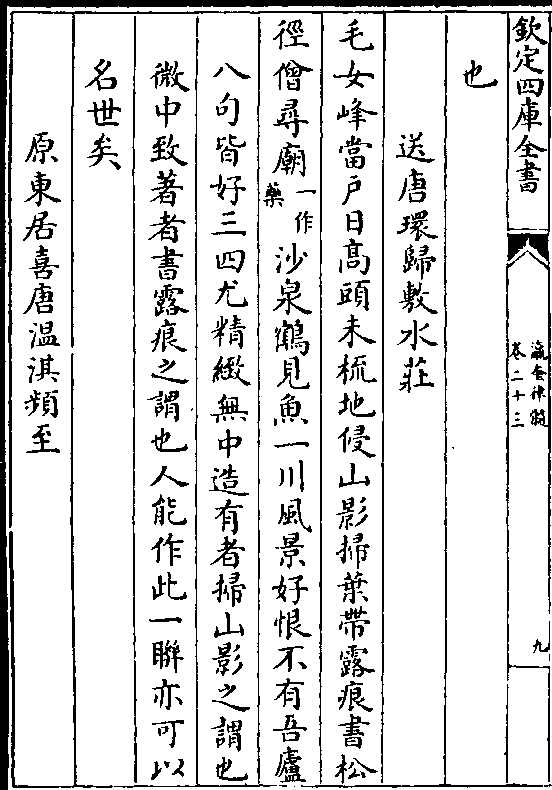 欽定四庫全書
瀛奎律髓
卷二十三
九
也
送唐環歸敷水莊
毛女峰當户日髙頭未梳地侵山影掃葉帶露痕書松
徑僧尋廟一作藥沙泉鶴見魚一川風景好恨不有吾廬
八句皆好三四尤精緻無中造有者掃山影之謂也
微中致著者書露痕之謂也人能作此一聨亦可以
名世矣
原東居喜唐温淇頻至